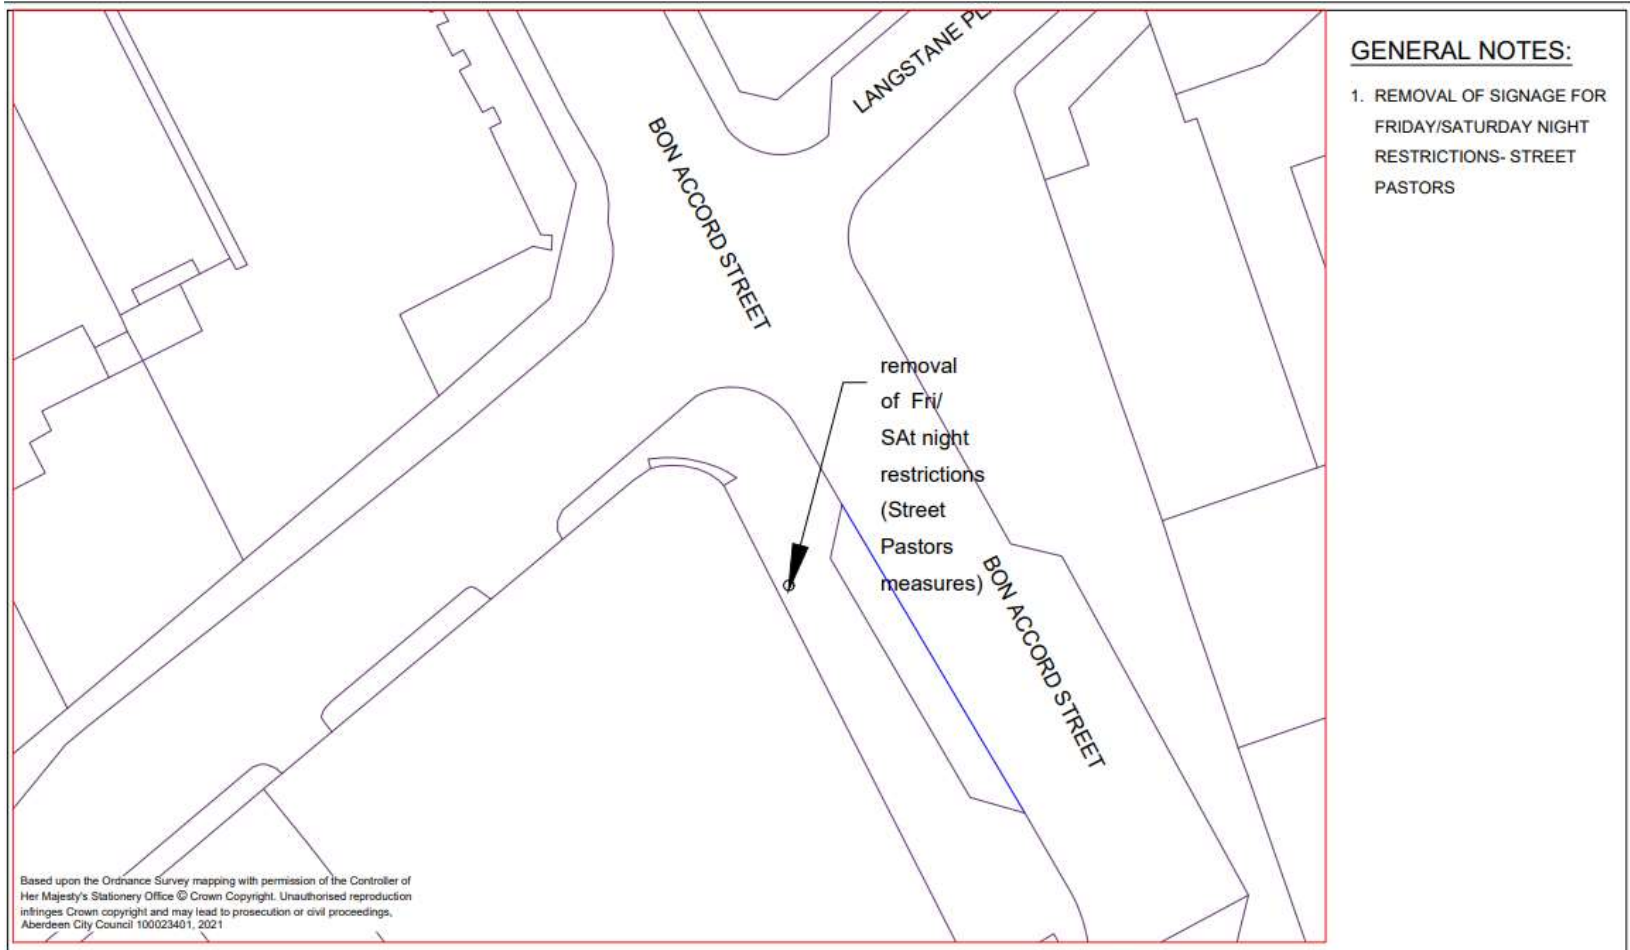 GENERAL NOTES:
1. REMOVAL OF SIGNAGE FOR
FRIDAY/SATURDAY NIGHT
RESTRICTIONS- STREET
PASTORS
LANGSTANE PL
BON ACCORD STREET
removal
of Fri/
SAt night
restrictions
(Street
Pastors
measures)
BON ACCORD STREET
Based upon the Ordnance Survey mapping with permission of the Controller of
Her Majesty's Stationery Office © Crown Copyright. Unauthorised reproduction
infringes Crown copyright and may lead to prosecution or civil proceedings,
Aberdeen City Council 100023401, 2021